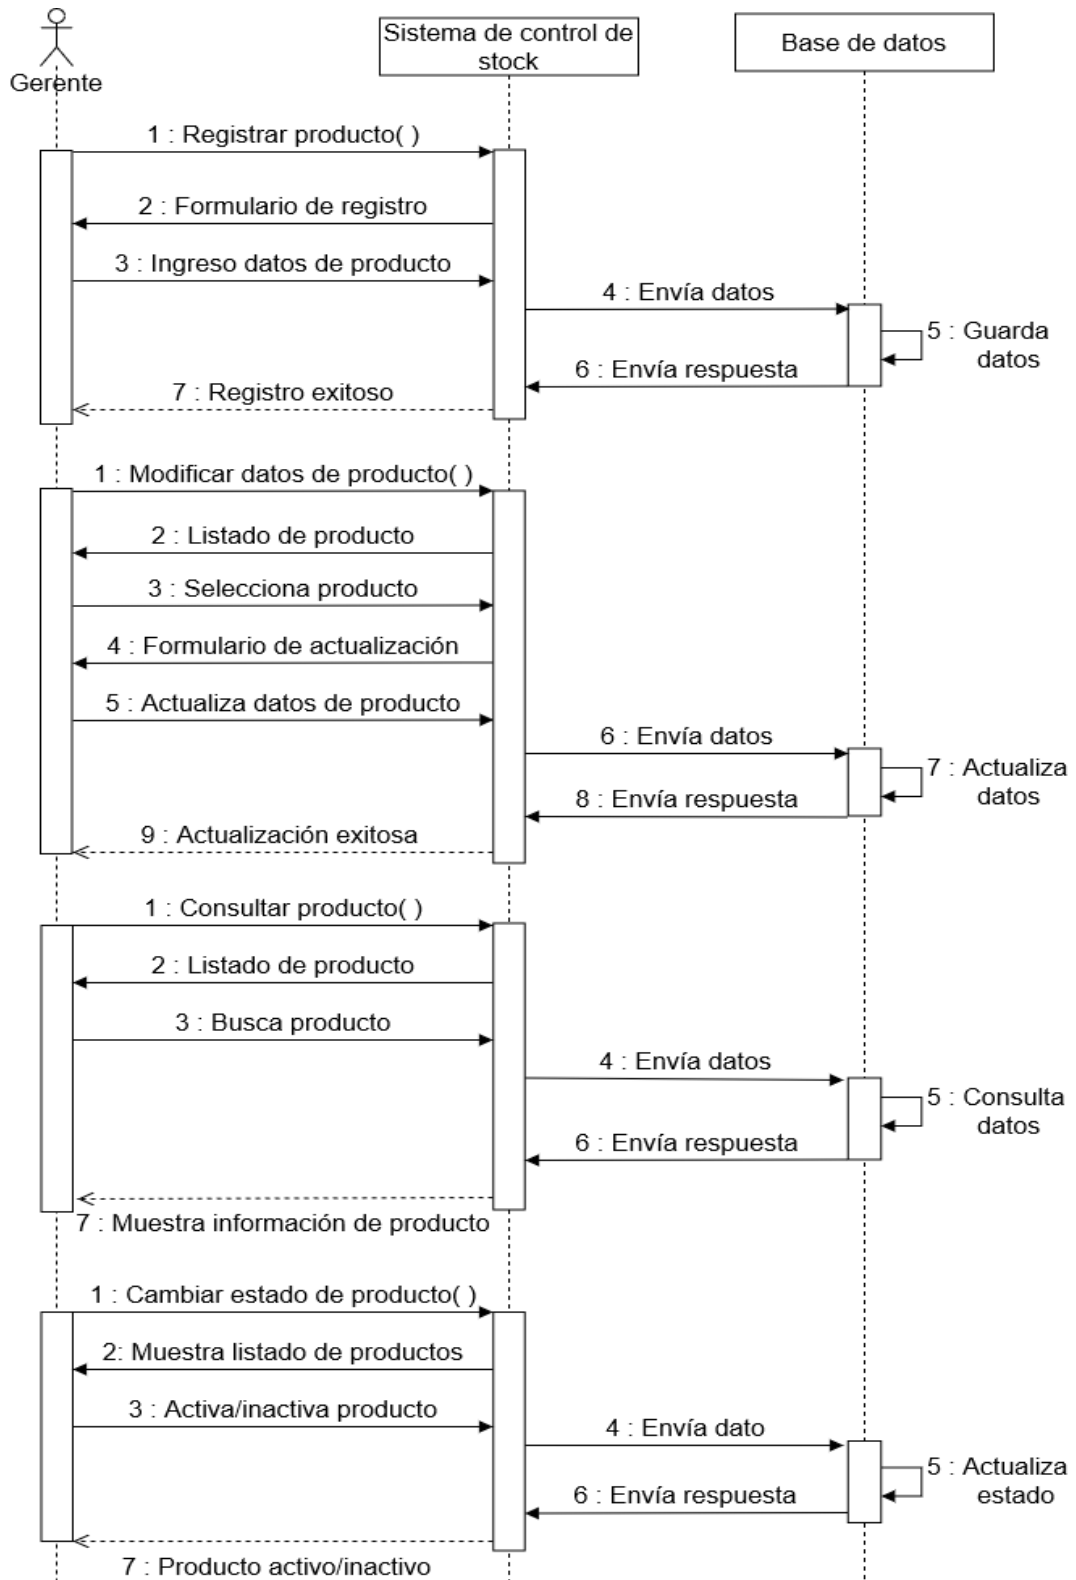 Gerente
Sistema de control de
stock
Base de datos
1 : Registrar producto( )
2 : Formulario de registro
3 : Ingreso datos de producto
4 : Envía datos
5 : Guarda
datos
6 : Envía respuesta
7 : Registro exitoso
1 : Modificar datos de producto( )
2 : Listado de producto
3 : Selecciona producto
4 : Formulario de actualización
5 : Actualiza datos de producto
6 : Envía datos
7 : Actualiza
datos
8 : Envía respuesta
9 : Actualización exitosa
1 : Consultar producto( )
2 : Listado de producto
3 : Busca producto
4 : Envía datos
5 : Consulta
datos
6 : Envía respuesta
7 : Muestra información de producto
1 : Cambiar estado de producto( )
2: Muestra listado de productos
3 : Activa/inactiva producto
4 : Envía dato
5 : Actualiza
estado
6 : Envía respuesta
7 : Producto activo/inactivo